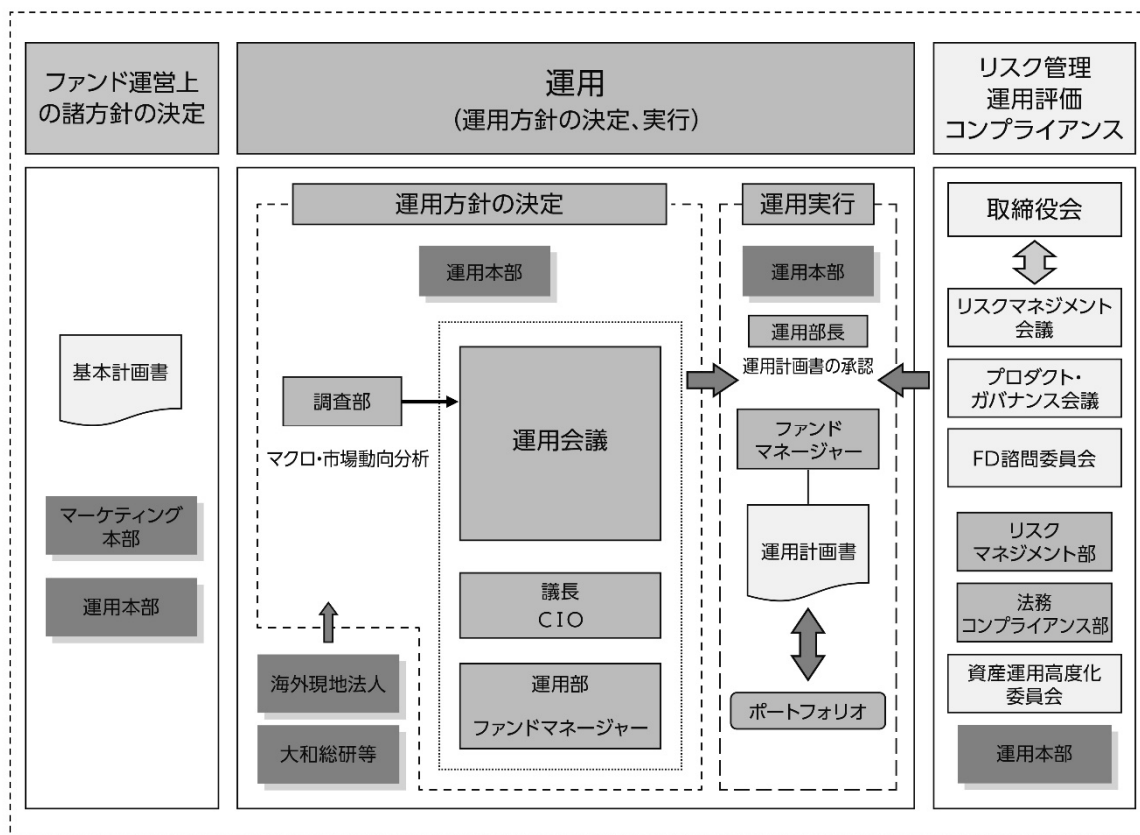 ファンド運営上
の諸方針の決定
基本計画書
マーケティング
本部
運用本部
運用
(運用方針の決定、実行)
運用方針の決定
運用本部
調査部
マクロ・市場動向分析
運用会議
議長
CIO
運用部
ファンドマネージャー
海外現地法人
大和総研等
運用実行
運用本部
運用部長
運用計画書の承認
ファンド
マネージャー
運用計画書
ポートフォリオ
リスク管理
運用評価
コンプライアンス
取締役会
リスクマネジメント
会議
プロダクト・
ガバナンス会議
FD諮問委員会
リスク
マネジメント部
法務
コンプライアンス部
資産運用高度化
委員会
運用本部